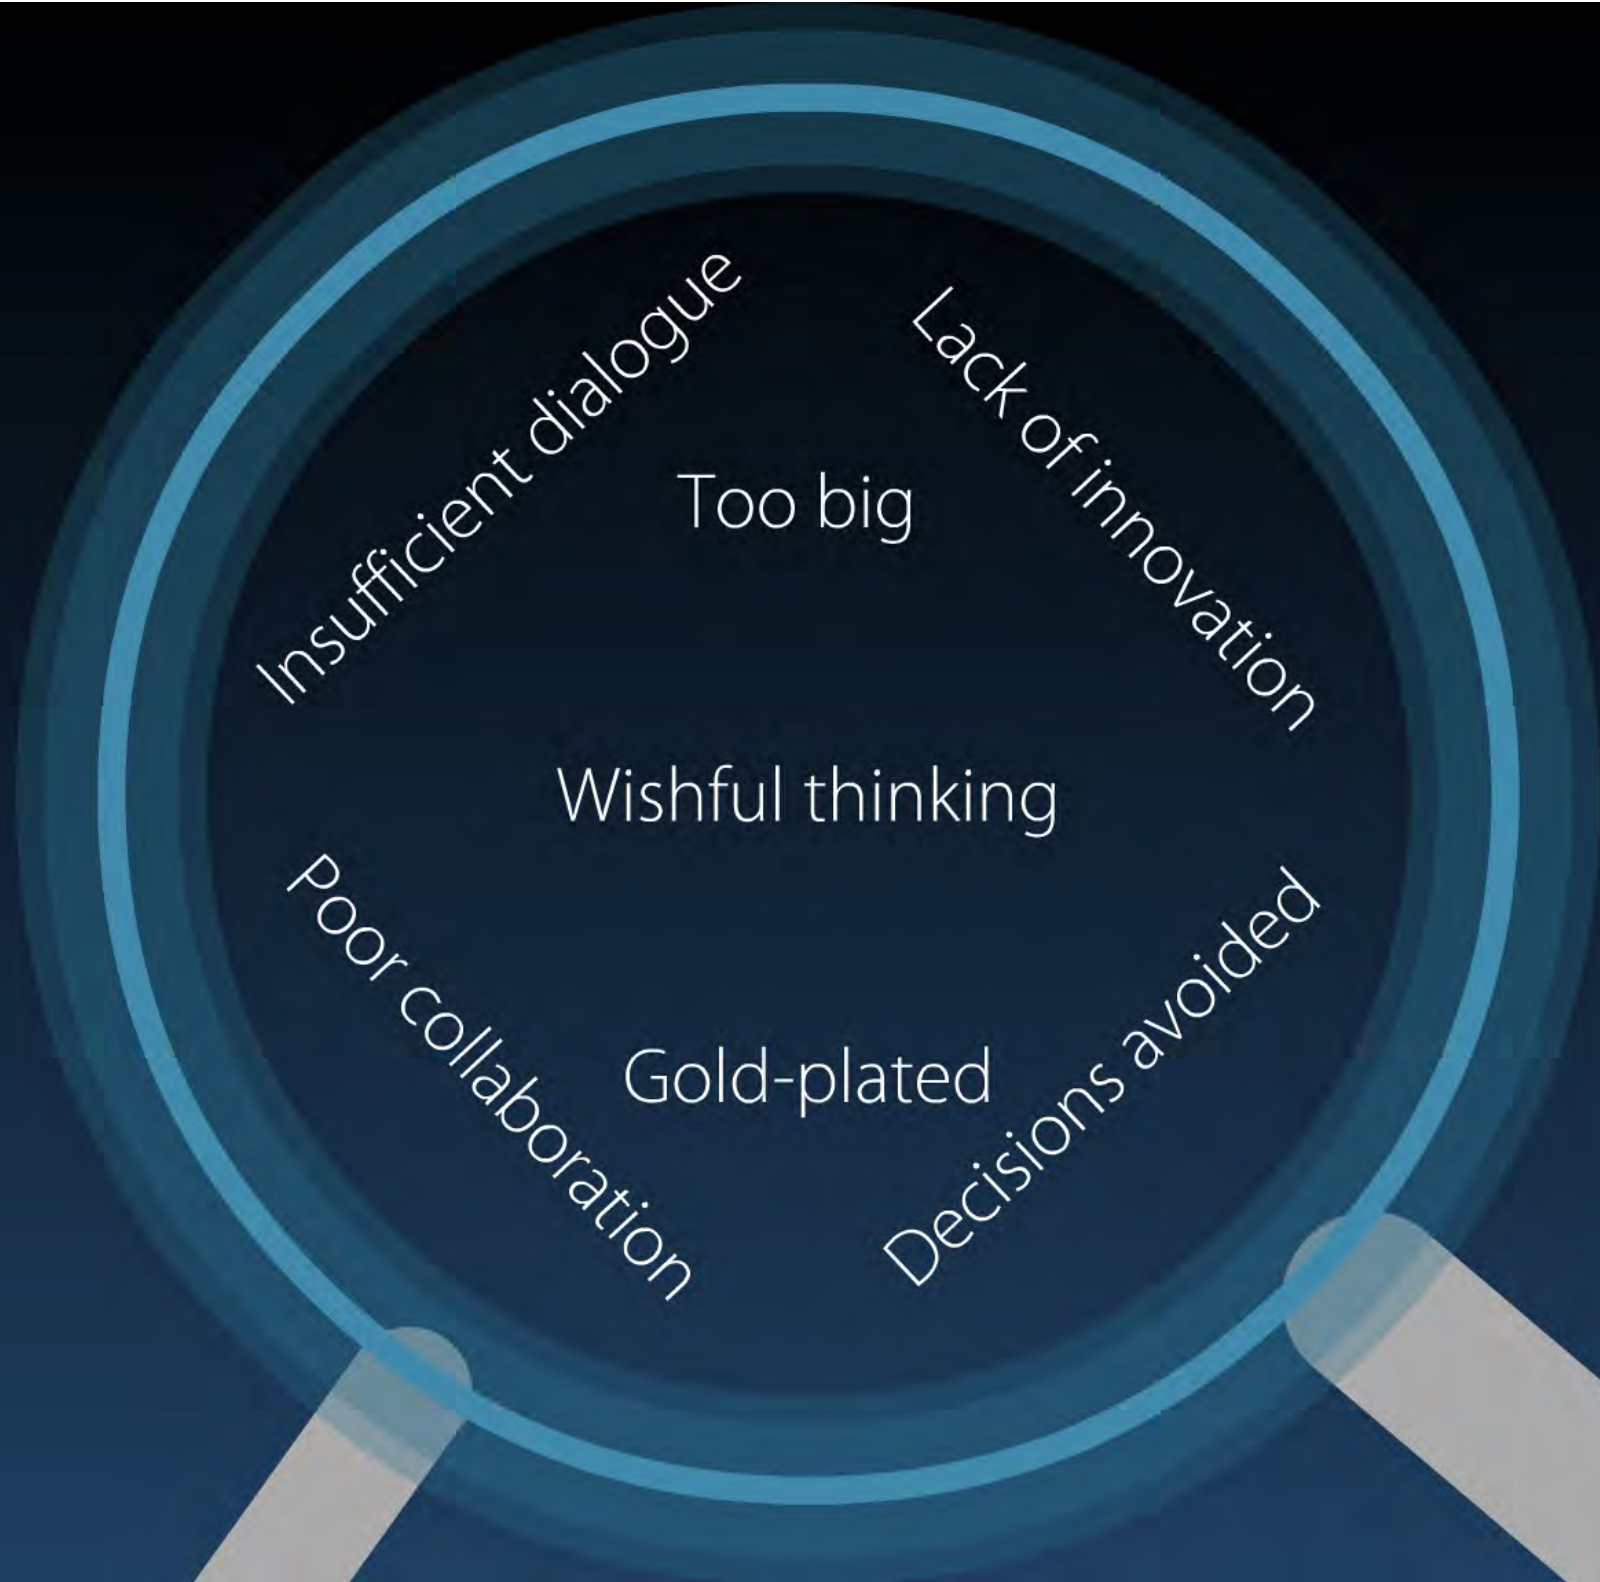 Insufficient dialogue
Lack of innovation
Too big
Wishful thinking
Poor collaboration
Gold-plated
Decisions avoided